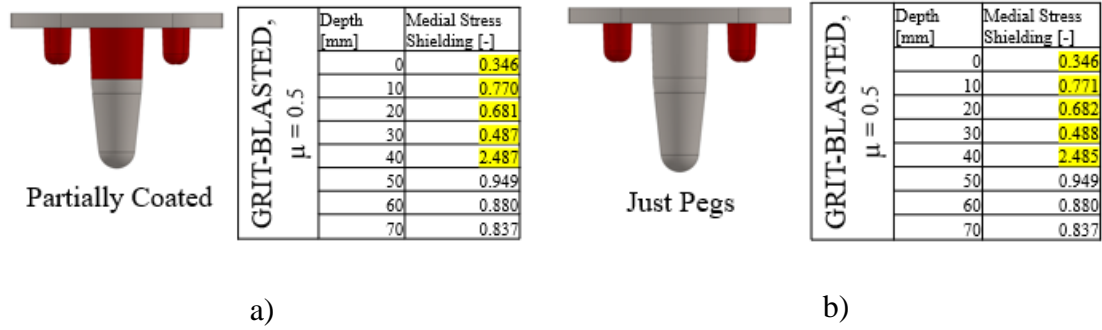 Partially Coated
GRIT-BLASTED,
μ = 0.5
Depth [mm] Medial Stress Shielding [-]
0 0.346
10 0.770
20 0.681
30 0.487
40 2.487
50 0.949
60 0.880
70 0.837
a)
Just Pegs
GRIT-BLASTED,
μ = 0.5
Depth [mm] Medial Stress Shielding [-]
0 0.346
10 0.771
20 0.682
30 0.488
40 2.485
50 0.949
60 0.880
70 0.837
b)